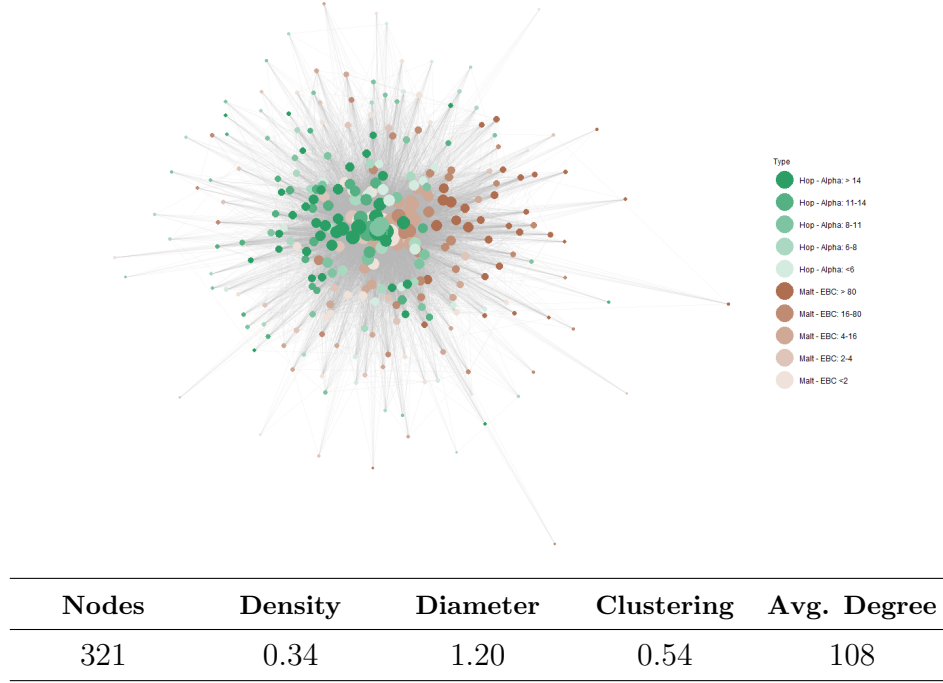 Type
Hop - Alpha: > 14
Hop - Alpha: 11-14
Hop - Alpha: 8-11
Hop - Alpha: 6-8
Hop - Alpha: <6
Malt - EBC: > 80
Malt - EBC: 16-80
Malt - EBC: 4-16
Malt - EBC: 2-4
Malt - EBC <2
Nodes Density Diameter Clustering Avg. Degree
321 0.34 1.20 0.54 108